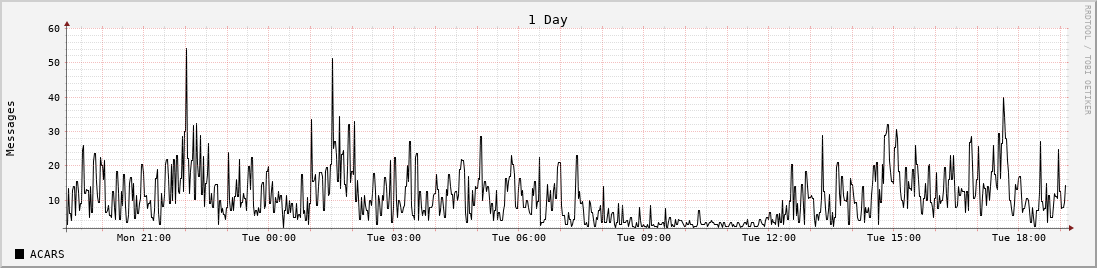 1 Day
RRDTOOL / TOBI OETIKER
Messages
60
50
40
30
20
10
Mon 21:00 Tue 00:00 Tue 03:00 Tue 06:00 Tue 09:00 Tue 12:00 Tue 15:00 Tue 18:00
ACARS